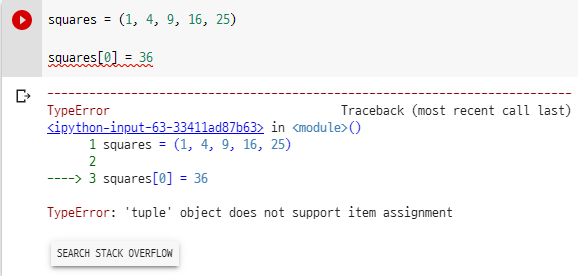 squares = (1, 4, 9, 16, 25)
squares[0] = 36
---------------------------------------------------------------------------
TypeError                                 Traceback (most recent call last)
<ipython-input-63-33411ad87b63> in <module>()
      1 squares = (1, 4, 9, 16, 25)
      2
----> 3 squares[0] = 36
TypeError: 'tuple' object does not support item assignment
SEARCH STACK OVERFLOW